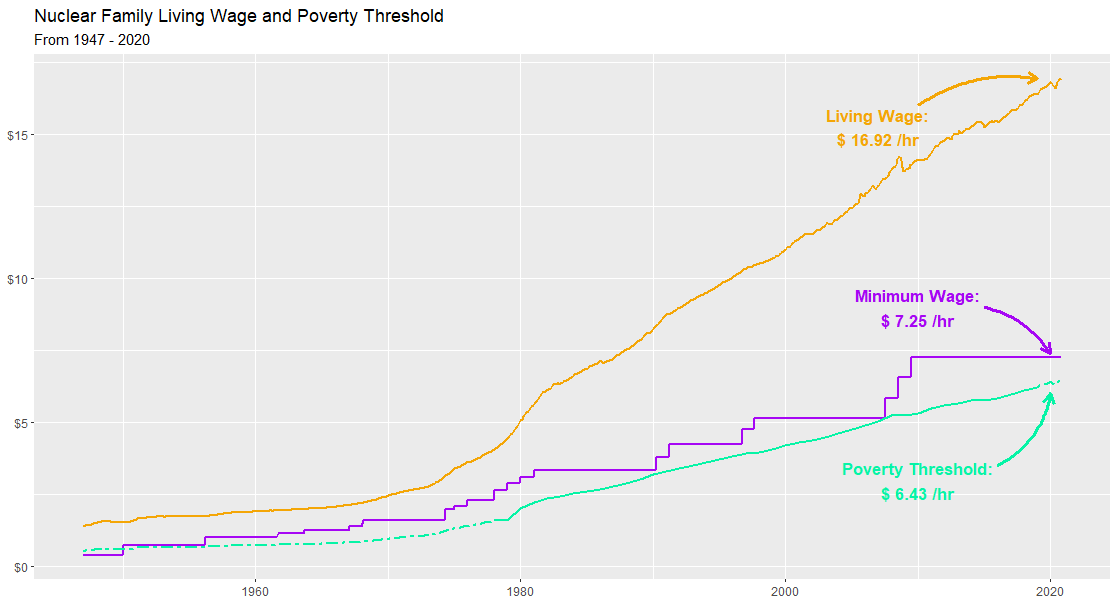 Nuclear Family Living Wage and Poverty Threshold
From 1947 - 2020
$15
$10
$5
$0
Living Wage:
$ 16.92 /hr
Minimum Wage:
$ 7.25 /hr
Poverty Threshold:
$ 6.43 /hr
1960
1980
2000
2020